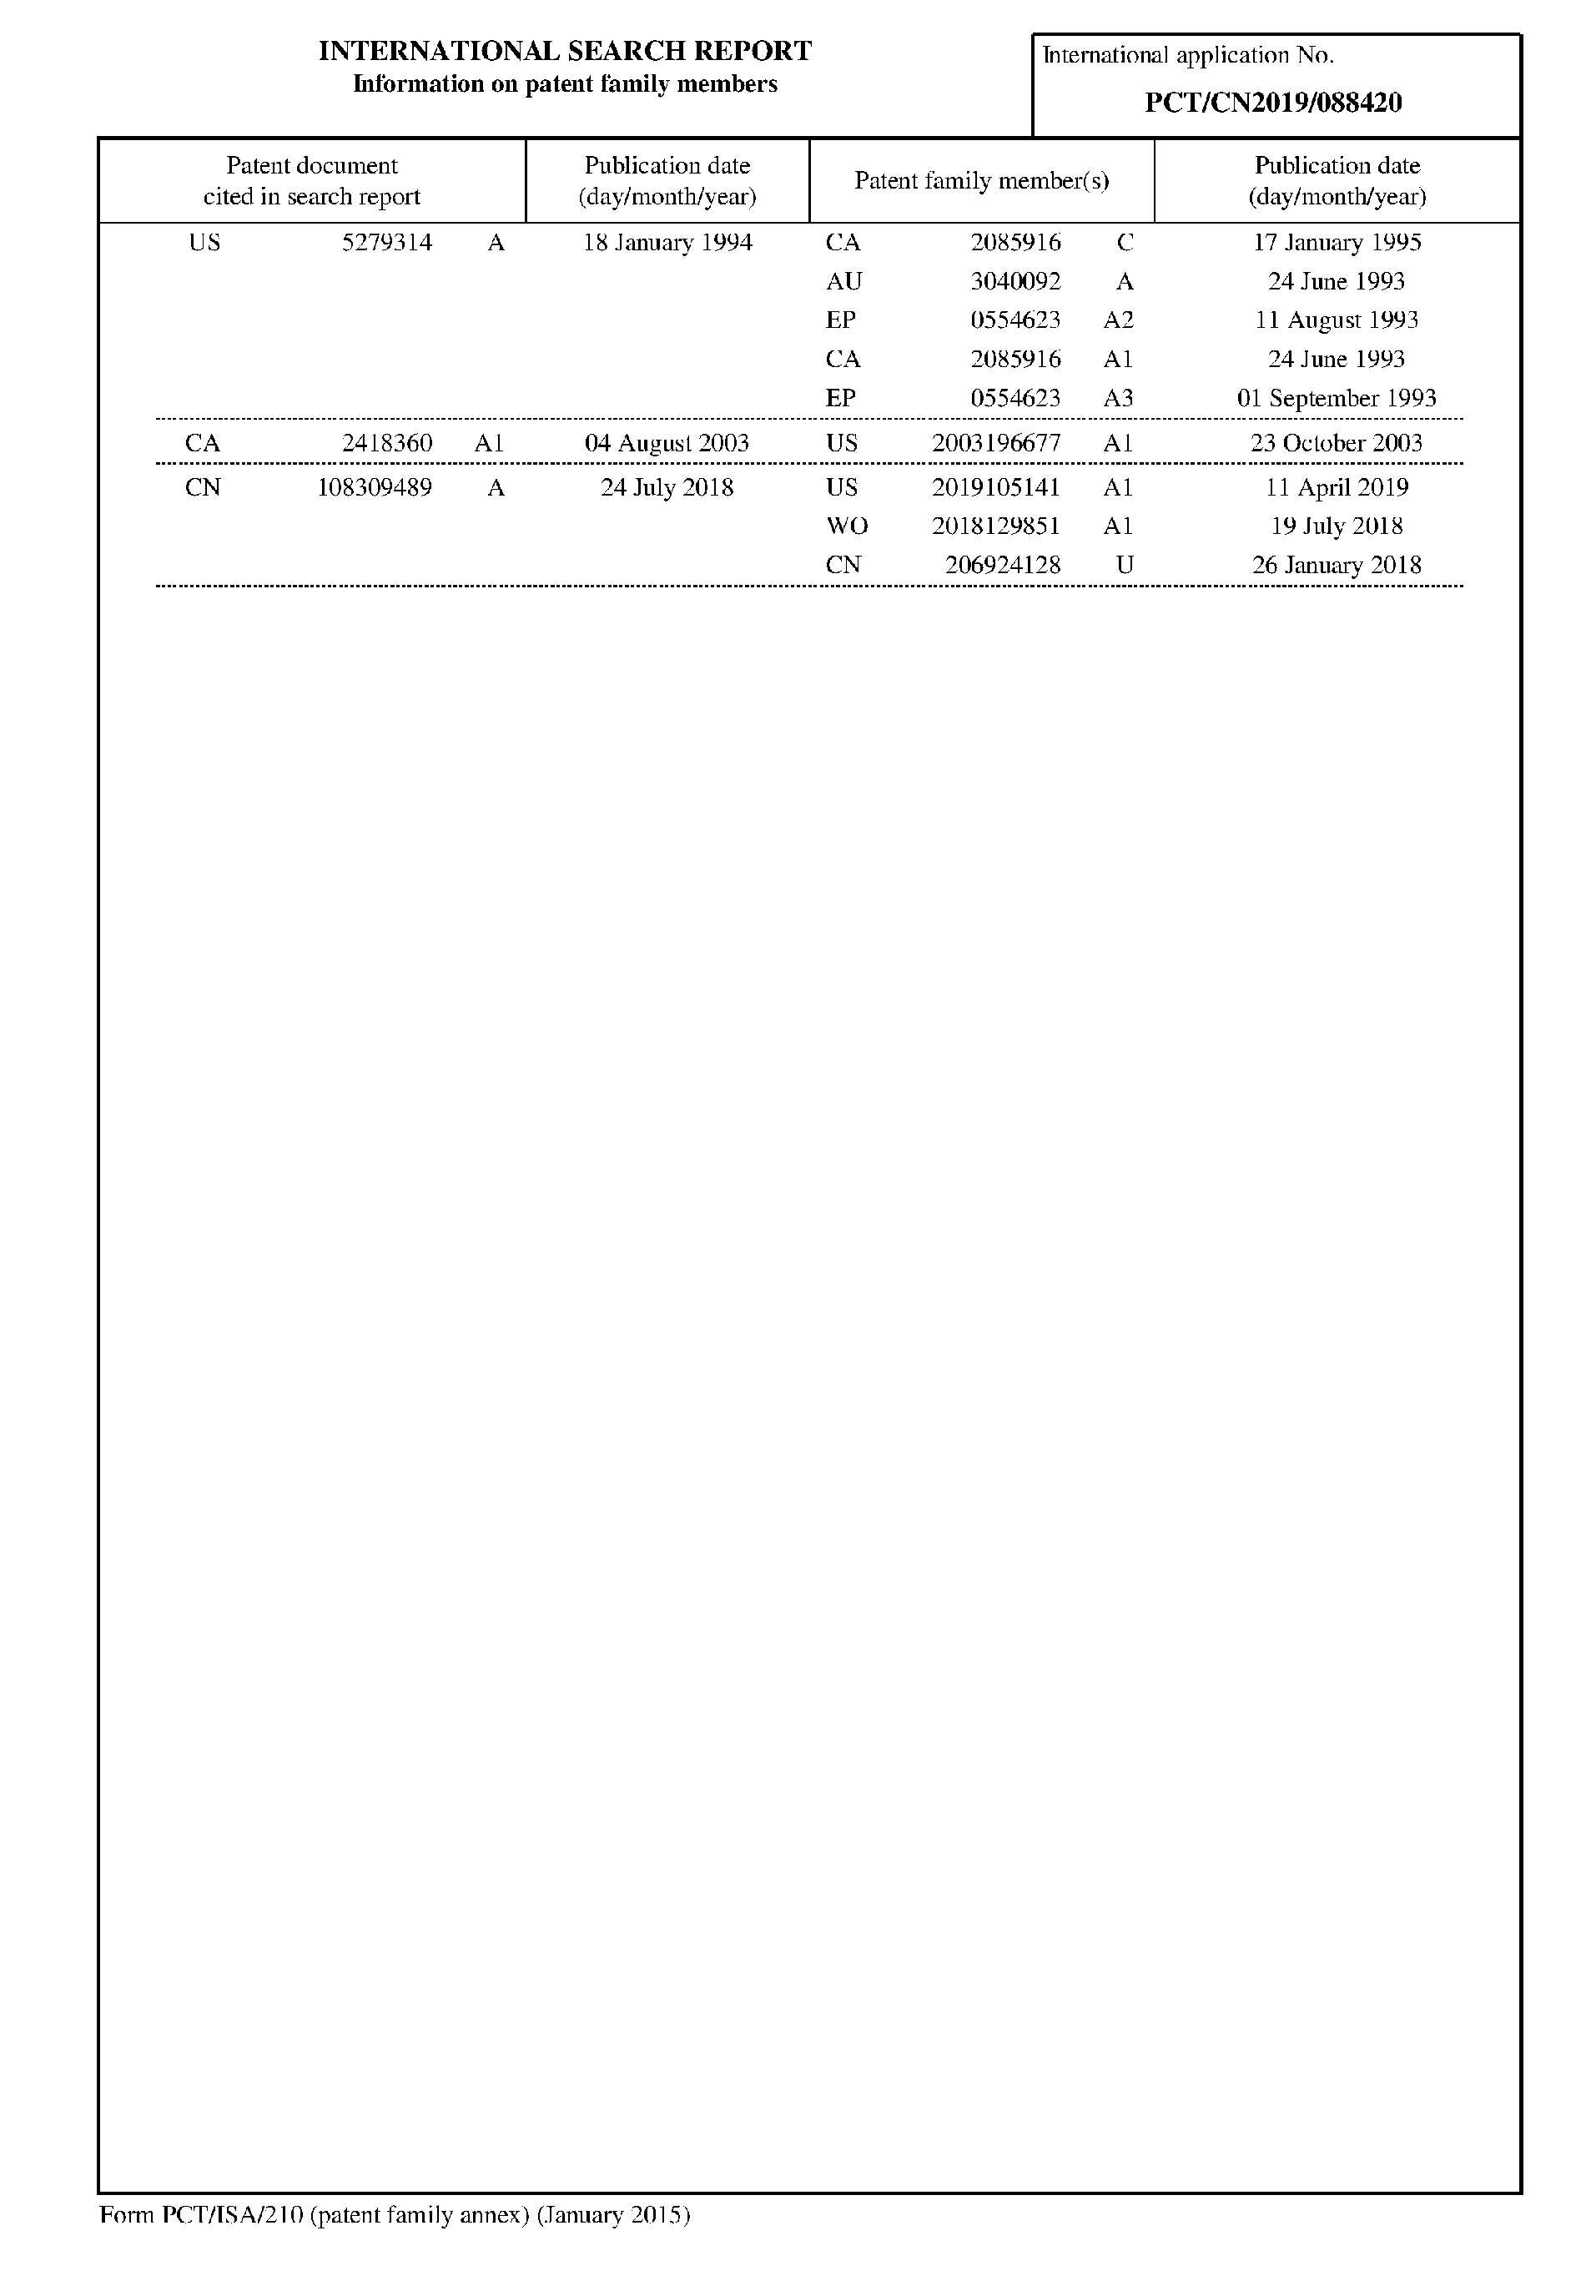 INTERNATIONAL SEARCH REPORT
Information on patent family members
International application No.
PCT/CN2019/088420
Patent document
cited in search report
Publication date
(day/month/year)
Patent family member(s)
Publication date
(day/month/year)
US 5279314 A 18 January 1994 CA 2085916 C 17 January 1995
AU 3040092 A 24 June 1993
EP 0554623 A2 11 August 1993
CA 2085916 A1 24 June 1993
EP 0554623 A3 01 September 1993
CA 2418360 A1 04 August 2003 US 2003196677 A1 23 October 2003
CN 108309489 A 24 July 2018 US 2019105141 A1 11 April 2019
WO 2018129851 A1 19 July 2018
CN 206924128 U 26 January 2018
Form PCT/ISA/210 (patent family annex) (January 2015)